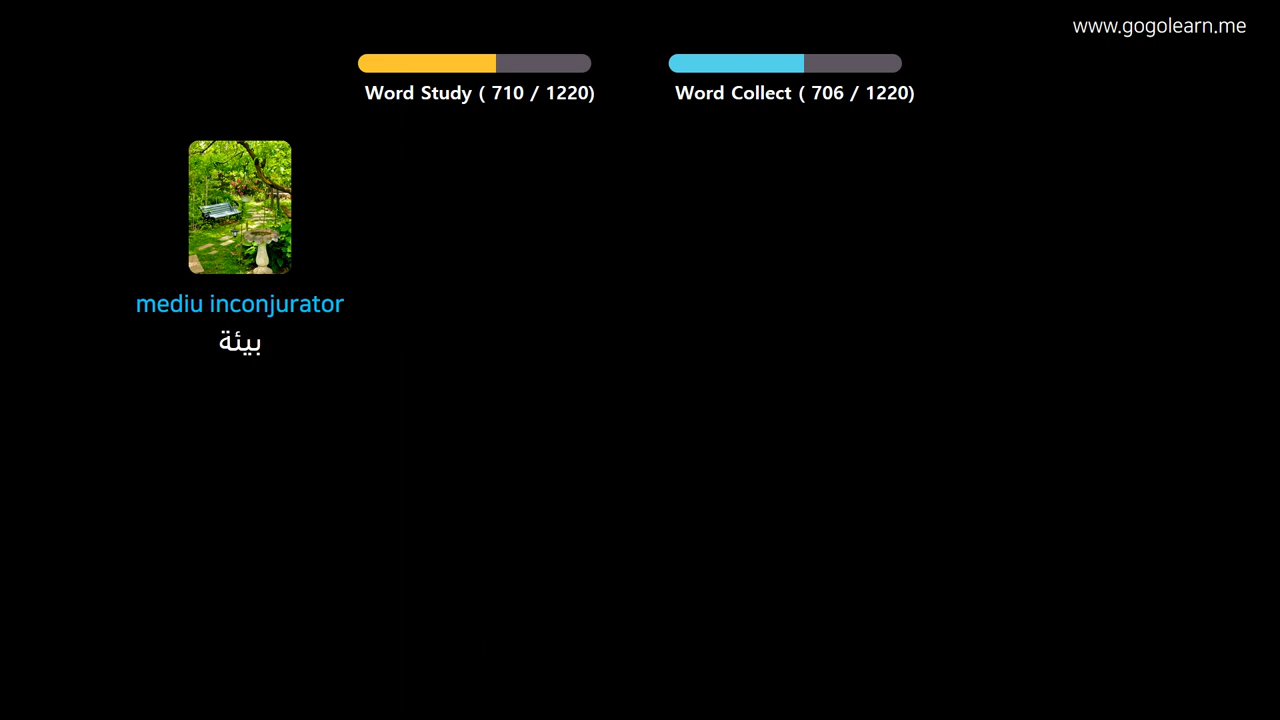 www.gogolearn.me
Word Study ( 710 / 1220)
Word Collect ( 706 / 1220)
mediu inconjurator
بيئة